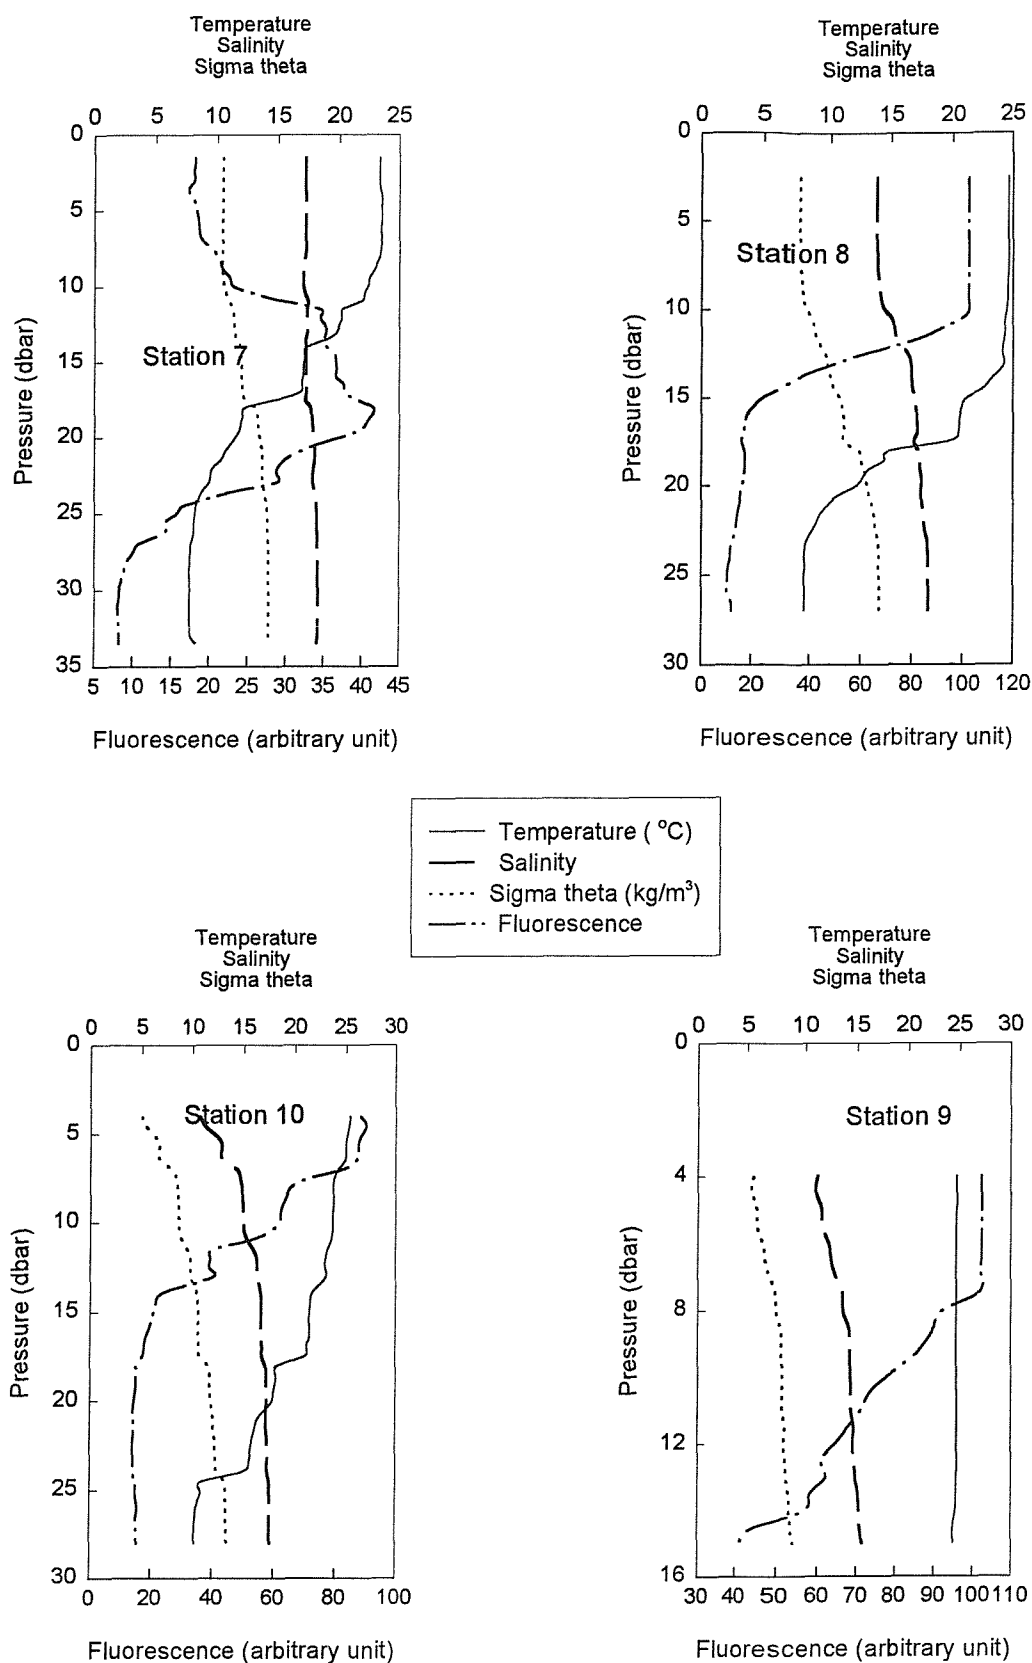 Temperature
Salinity
Sigma theta
0 5 10 15 20 25
0
5
10
15
20
25
30
35
Pressure (dbar)
Station 7
5 10 15 20 25 30 35 40 45
Fluorescence (arbitrary unit)
Temperature
Salinity
Sigma theta
0 5 10 15 20 25
0
5
10
15
20
25
30
Pressure (dbar)
Station 8
0 20 40 60 80 100 120
Fluorescence (arbitrary unit)
Temperature ( °C)
Salinity
Sigma theta (kg/m³)
Fluorescence
Temperature
Salinity
Sigma theta
0 5 10 15 20 25 30
0
5
10
15
20
25
30
Pressure (dbar)
Station 10
0 20 40 60 80 100
Fluorescence (arbitrary unit)
Temperature
Salinity
Sigma theta
0 5 10 15 20 25 30
0
4
8
12
16
Pressure (dbar)
Station 9
30 40 50 60 70 80 90 100 110
Fluorescence (arbitrary unit)